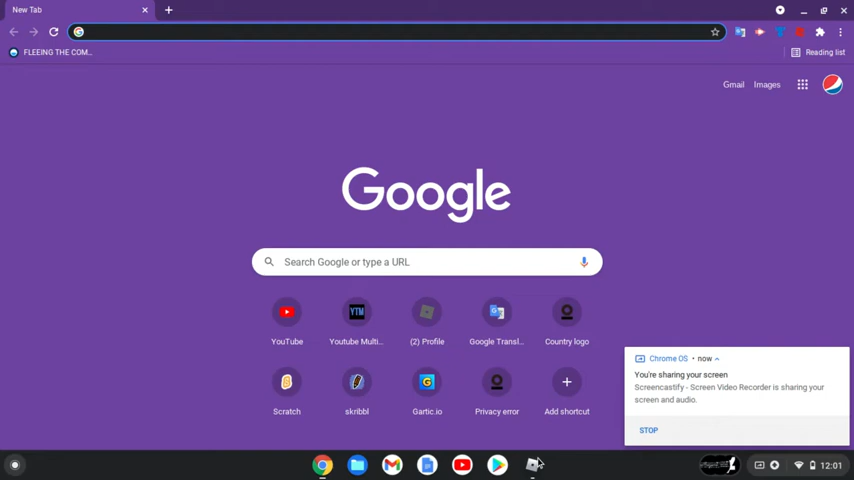 New Tab
FLEEING THE COM...
Reading list
Gmail
Images
Google
Search Google or type a URL
YouTube
YTM
Youtube Multi...
(2) Profile
Google Transl...
Country logo
Scratch
skribbl
G
Gartic.io
Privacy error
Add shortcut
Chrome OS • now
You're sharing your screen
Screencastify - Screen Video Recorder is sharing your
screen and audio.
STOP
12:01